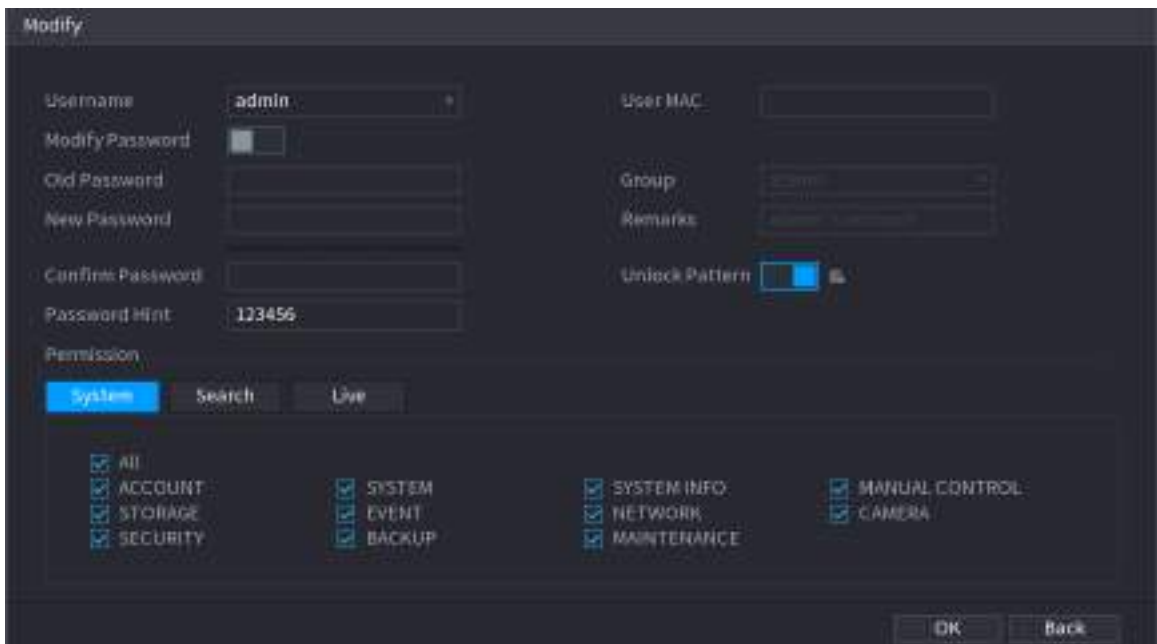 Modify
Username admin User MAC
Modify Password
Old Password Group admin
New Password Remarks
Confirm Password Unlock Pattern
Password Hint 123456
Permission
System Search Live
All
ACCOUNT SYSTEM SYSTEM INFO MANUAL CONTROL
STORAGE EVENT NETWORK CAMERA
SECURITY BACKUP MAINTENANCE
OK Back